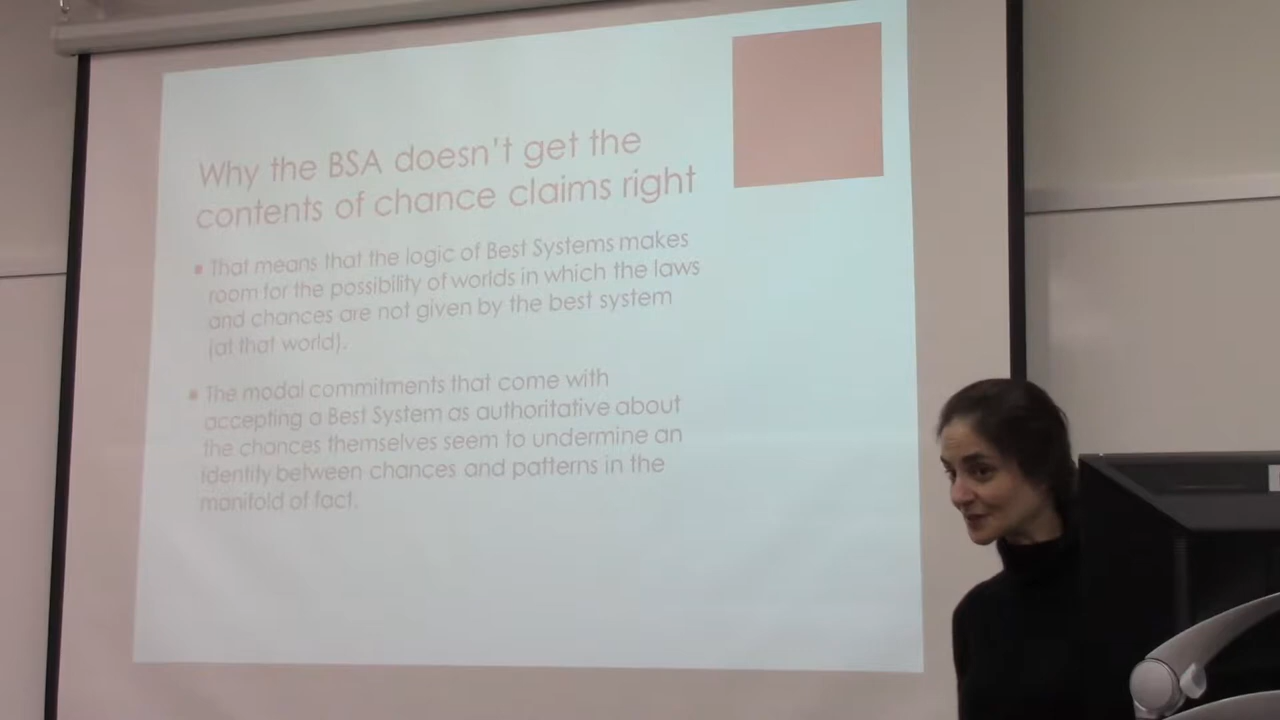 Why the BSA doesn't get the
contents of chance claims right
That means that the logic of Best Systems makes
room for the possibility of worlds in which the laws
and chances are not given by the best system
(at that world).
The modal commitments that come with
accepting a Best System as authoritative about
the chances themselves seem to undermine an
identity between chances and patterns in the
manifold of fact.